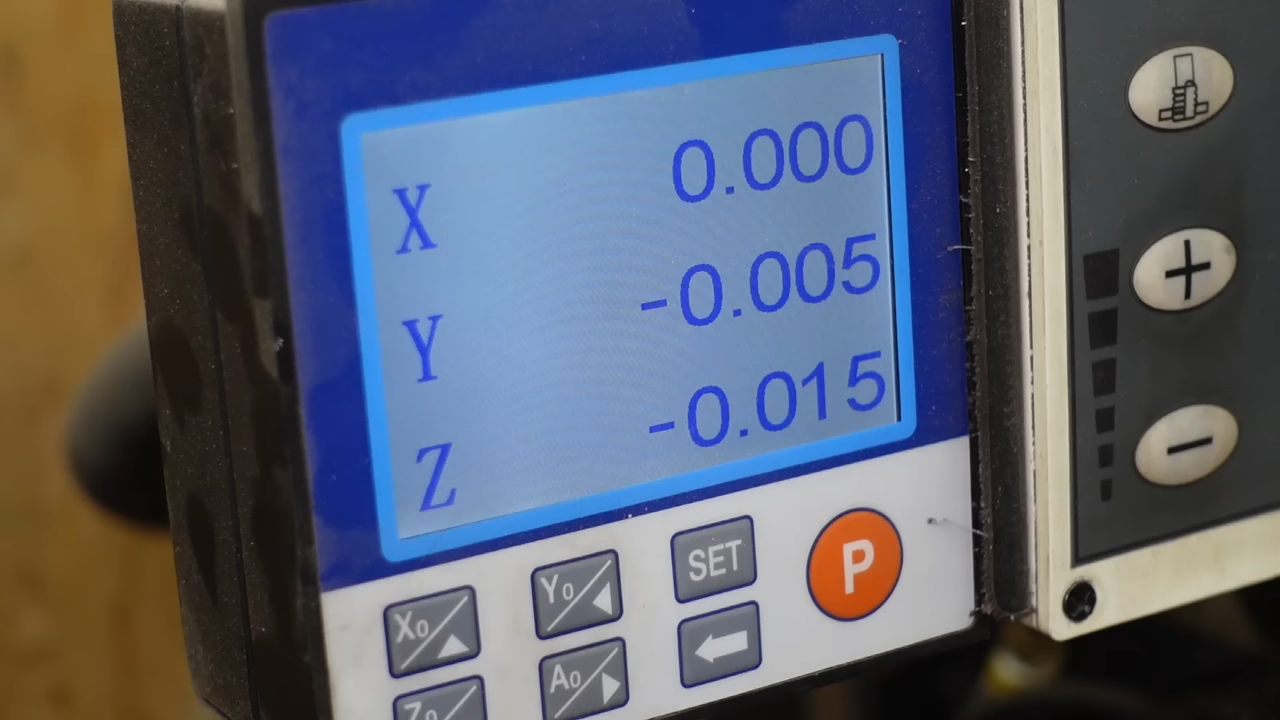 X 0.000
Y -0.005
Z -0.015
X₀ Y₀ SET P
Z₀ A₀
+
−